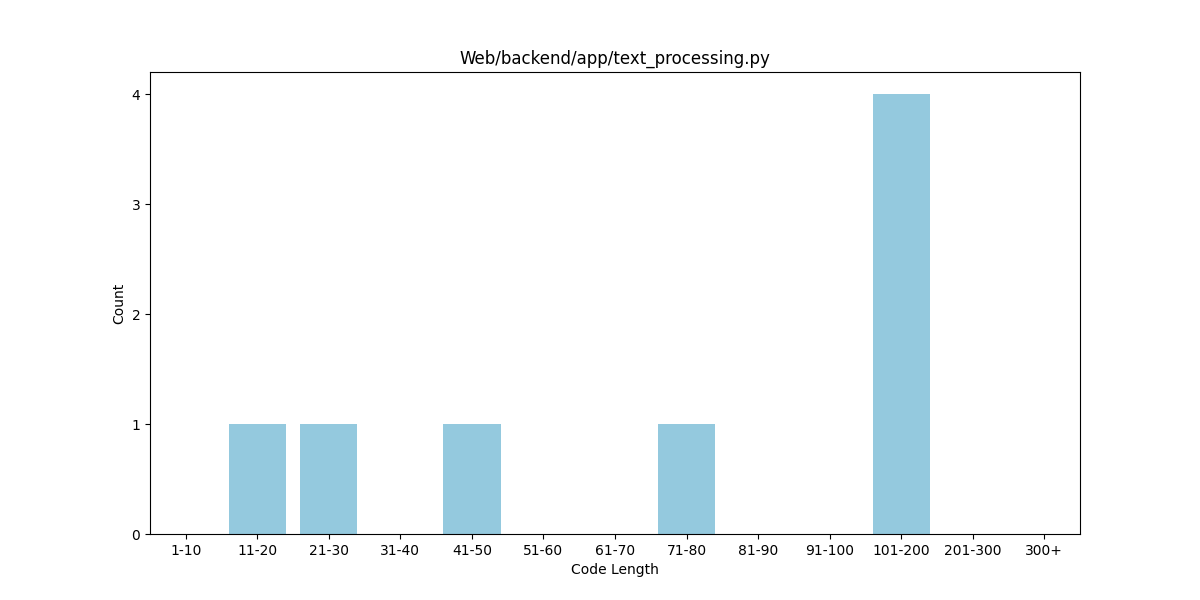 Web/backend/app/text_processing.py
4
3
2
1
0
Count
1-10 11-20 21-30 31-40 41-50 51-60 61-70 71-80 81-90 91-100 101-200 201-300 300+
Code Length